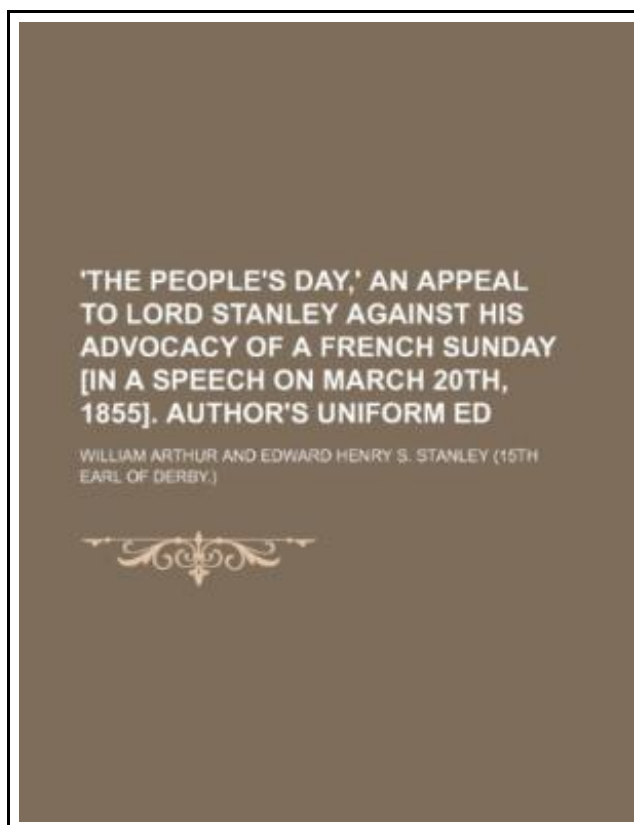 'THE PEOPLE'S DAY,' AN APPEAL
TO LORD STANLEY AGAINST HIS
ADVOCACY OF A FRENCH SUNDAY
[IN A SPEECH ON MARCH 20TH,
1855]. AUTHOR'S UNIFORM ED
WILLIAM ARTHUR AND EDWARD HENRY S. STANLEY (15TH
EARL OF DERBY.)